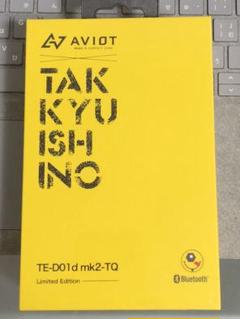 AVIOT
TAK
KYU
ISH
INO
TE-D01d mk2-TQ
Limited Edition
Bluetooth